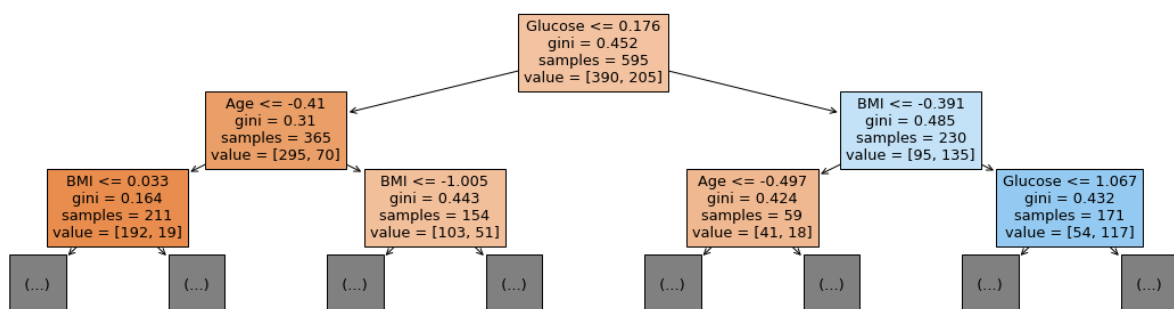 Glucose <= 0.176
gini = 0.452
samples = 595
value = [390, 205]
Age <= -0.41
gini = 0.31
samples = 365
value = [295, 70]
BMI <= -0.391
gini = 0.485
samples = 230
value = [95, 135]
BMI <= 0.033
gini = 0.164
samples = 211
value = [192, 19]
BMI <= -1.005
gini = 0.443
samples = 154
value = [103, 51]
Age <= -0.497
gini = 0.424
samples = 59
value = [41, 18]
Glucose <= 1.067
gini = 0.432
samples = 171
value = [54, 117]
(...)
(...)
(...)
(...)
(...)
(...)
(...)
(...)